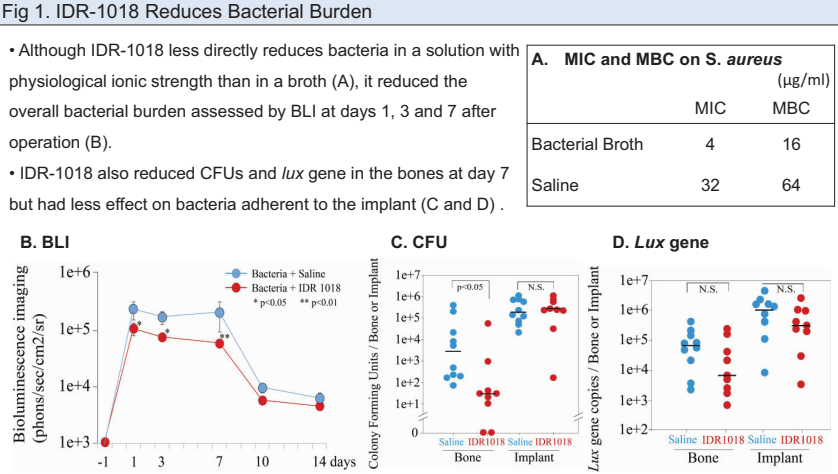 Fig 1. IDR-1018 Reduces Bacterial Burden
• Although IDR-1018 less directly reduces bacteria in a solution with
physiological ionic strength than in a broth (A), it reduced the
overall bacterial burden assessed by BLI at days 1, 3 and 7 after
operation (B).
• IDR-1018 also reduced CFUs and lux gene in the bones at day 7
but had less effect on bacteria adherent to the implant (C and D) .
A. MIC and MBC on S. aureus
(μg/ml)
MIC MBC
Bacterial Broth 4 16
Saline 32 64
B. BLI
Bioluminescence imaging
(phons/sec/cm2/sr)
1e+6
1e+5
1e+4
1e+3
Bacteria + Saline
Bacteria + IDR 1018
* p<0.05 ** p<0.01
*
*
**
-1 1 3 7 10 14 days
C. CFU
Colony Forming Units / Bone or Implant
1e+7
1e+6
1e+5
1e+4
1e+3
1e+2
1e+1
0
p<0.05
N.S.
Saline IDR1018 Saline IDR1018
Bone Implant
D. Lux gene
Lux gene copies / Bone or Implant
1e+7
1e+6
1e+5
1e+4
1e+3
1e+2
N.S.
N.S.
Saline IDR1018 Saline IDR1018
Bone Implant